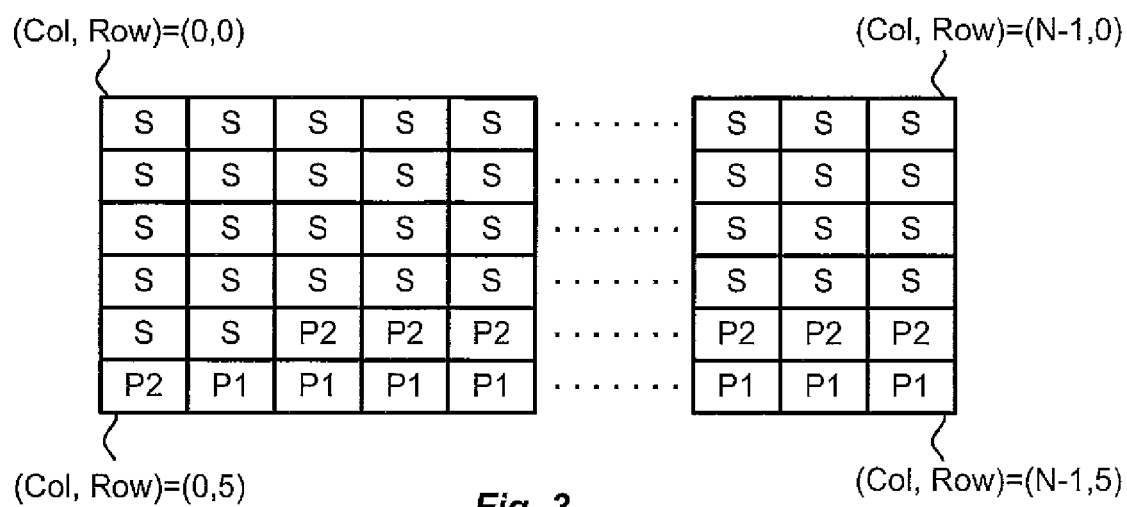 (Col, Row)=(0,0) (Col, Row)=(N-1,0)
S S S S S ....... S S S
S S S S S ....... S S S
S S S S S ....... S S S
S S S S S ....... S S S
S S P2 P2 P2 ....... P2 P2 P2
P2 P1 P1 P1 P1 ....... P1 P1 P1
(Col, Row)=(0,5) (Col, Row)=(N-1,5)